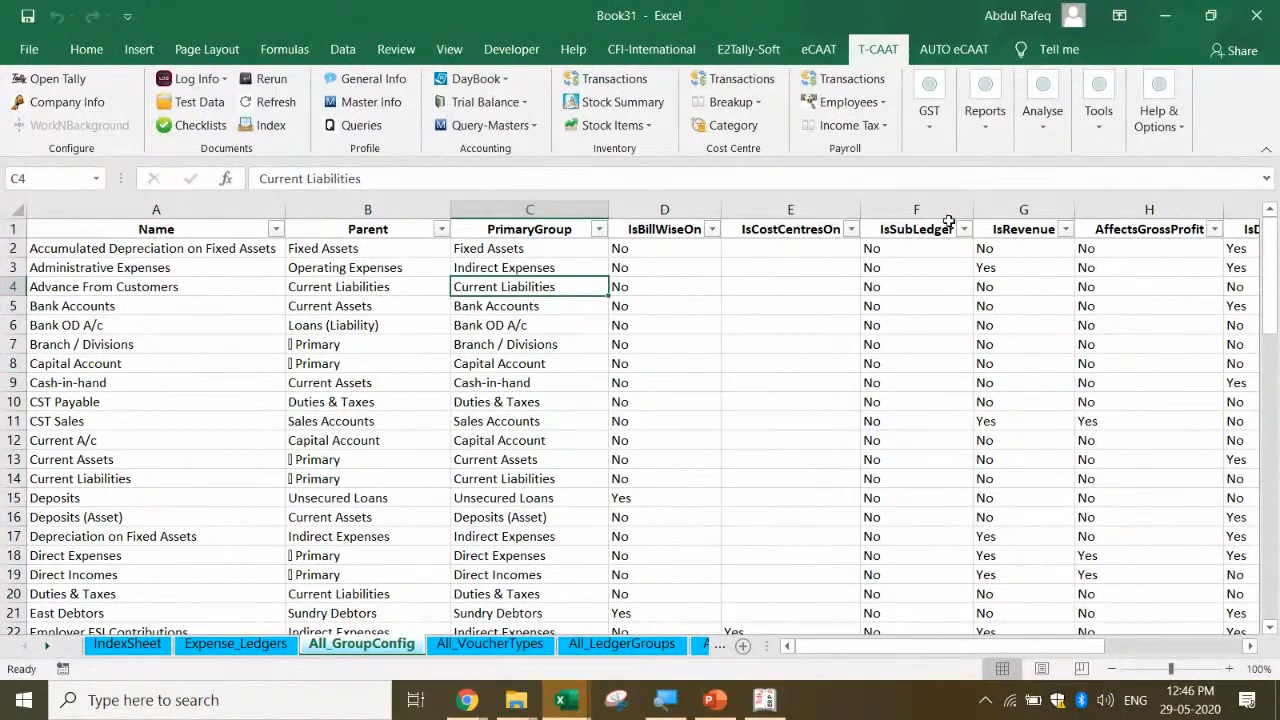 Book31 - Excel
Abdul Rafeq
File Home Insert Page Layout Formulas Data Review View Developer Help CFI-International E2Tally-Soft eCAAT T-CAAT AUTO eCAAT Tell me Share
Open Tally Log Info Rerun General Info DayBook Transactions Transactions Transactions
Company Info Test Data Refresh Master Info Trial Balance Stock Summary Breakup Employees GST Reports Analyse Tools Help & Options
WorkNBackground Checklists Index Queries Query-Masters Stock Items Category Income Tax
Configure Documents Profile Accounting Inventory Cost Centre Payroll
C4 fx Current Liabilities
A B C D E F G H
1 Name Parent PrimaryGroup IsBillWiseOn IsCostCentresOn IsSubLedger IsRevenue AffectsGrossProfit
2 Accumulated Depreciation on Fixed Assets Fixed Assets Fixed Assets No No No No Yes
3 Administrative Expenses Operating Expenses Indirect Expenses No No Yes No Yes
4 Advance From Customers Current Liabilities Current Liabilities No No No No No
5 Bank Accounts Current Assets Bank Accounts No No No No Yes
6 Bank OD A/c Loans (Liability) Bank OD A/c No No No No No
7 Branch / Divisions Primary Branch / Divisions No No No No No
8 Capital Account Primary Capital Account No No No No No
9 Cash-in-hand Current Assets Cash-in-hand No No No No Yes
10 CST Payable Duties & Taxes Duties & Taxes No No No No No
11 CST Sales Sales Accounts Sales Accounts No No Yes Yes No
12 Current A/c Capital Account Capital Account No No No No No
13 Current Assets Primary Current Assets No No No No Yes
14 Current Liabilities Primary Current Liabilities No No No No No
15 Deposits Unsecured Loans Unsecured Loans Yes No No No No
16 Deposits (Asset) Current Assets Deposits (Asset) No No No No Yes
17 Depreciation on Fixed Assets Indirect Expenses Indirect Expenses No No Yes No Yes
18 Direct Expenses Primary Direct Expenses No No Yes Yes Yes
19 Direct Incomes Primary Direct Incomes No No Yes Yes No
20 Duties & Taxes Current Liabilities Duties & Taxes No No No No No
21 East Debtors Sundry Debtors Sundry Debtors Yes No No No Yes
22 Employer ESI Contributions Indirect Expenses Indirect Expenses No Yes No Yes No Yes
IndexSheet Expense_Ledgers All_GroupConfig All_VoucherTypes All_LedgerGroups ...
Ready 100%
Type here to search
ENG
12:46 PM
29-05-2020